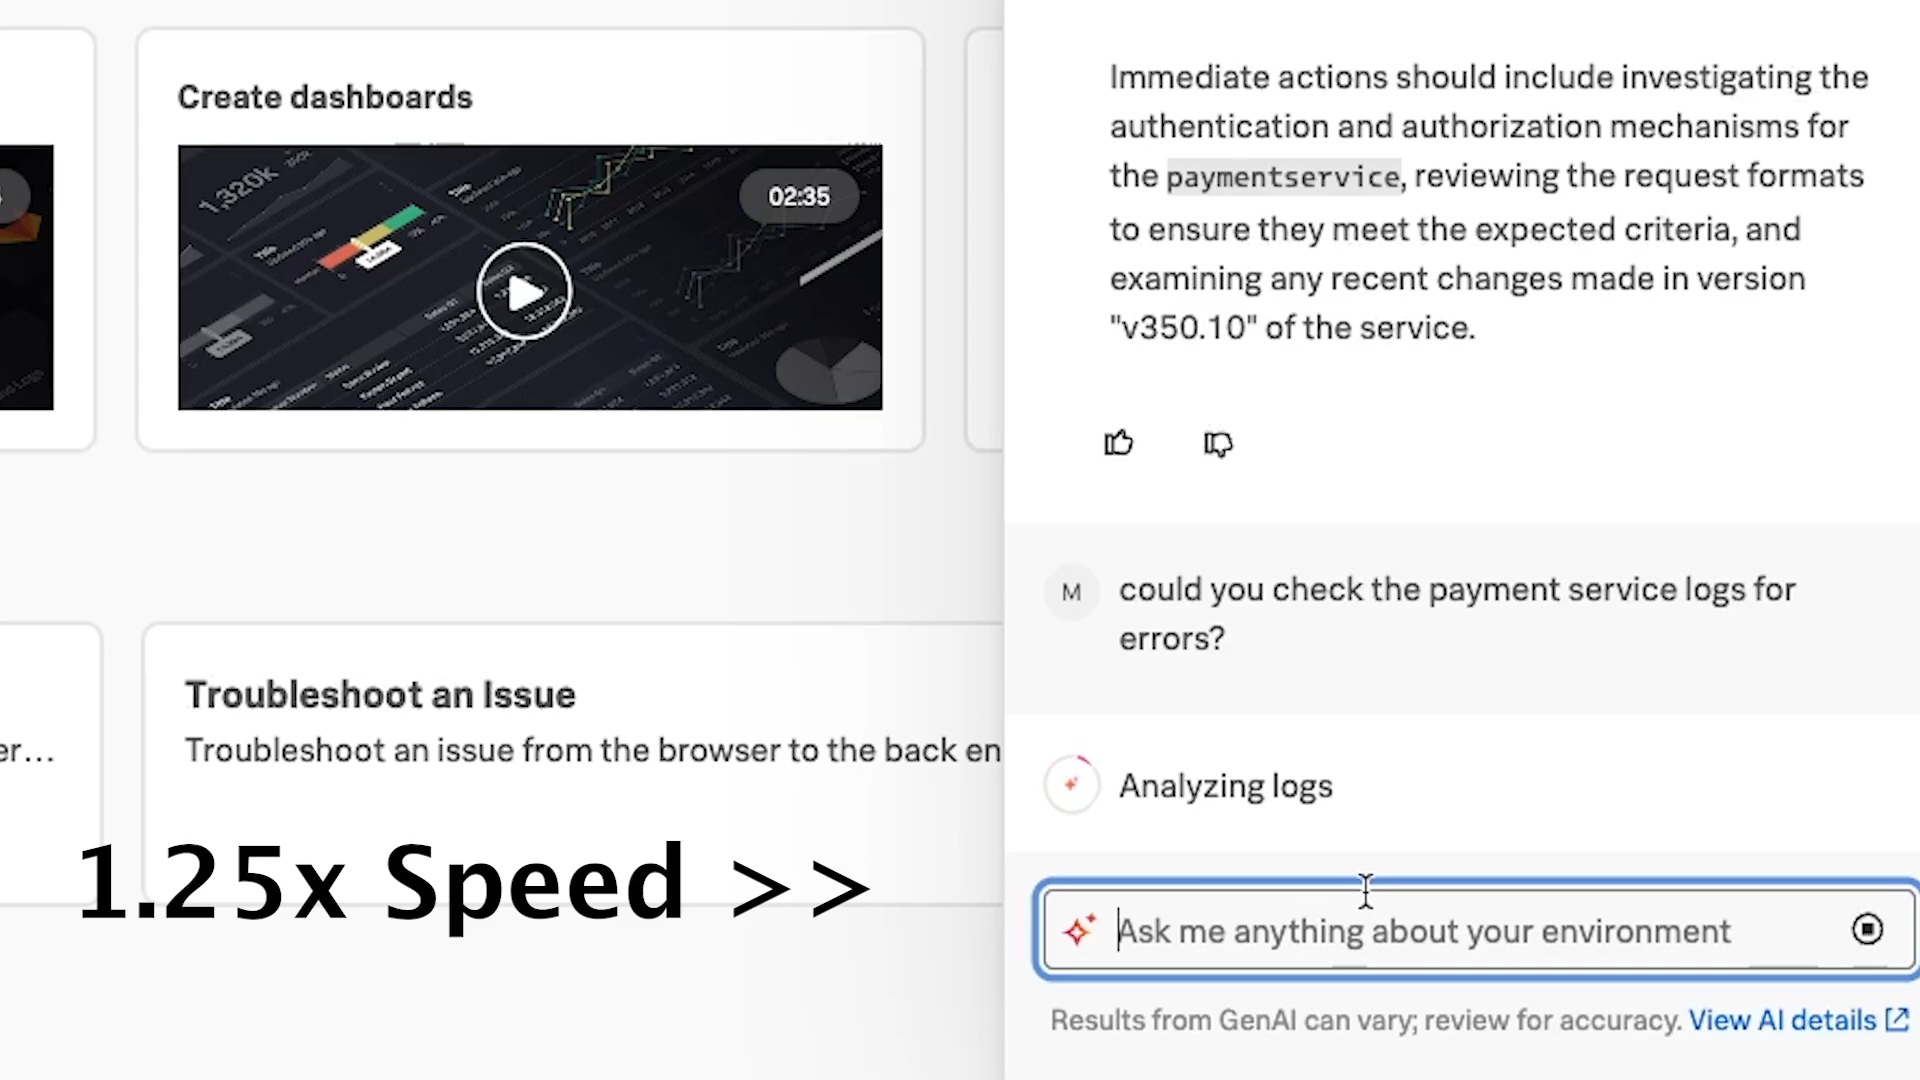 Create dashboards
1,320k
02:35
Troubleshoot an Issue
Troubleshoot an issue from the browser to the back en
er...
1.25x Speed >>
Immediate actions should include investigating the
authentication and authorization mechanisms for
the paymentservice, reviewing the request formats
to ensure they meet the expected criteria, and
examining any recent changes made in version
"v350.10" of the service.
M
could you check the payment service logs for
errors?
Analyzing logs
Ask me anything about your environment
Results from GenAI can vary; review for accuracy. View AI details